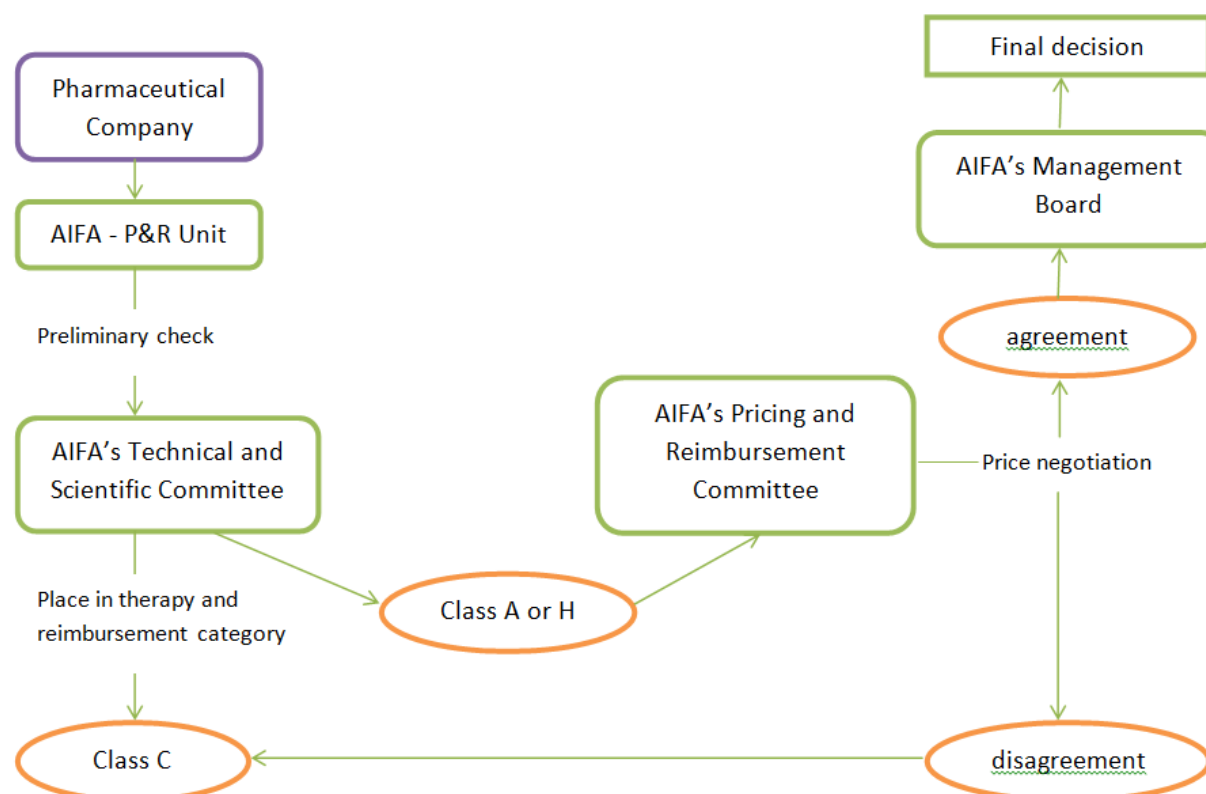 Pharmaceutical
Company
AIFA - P&R Unit
Preliminary check
AIFA’s Technical and
Scientific Committee
Place in therapy and
reimbursement category
Class C
Class A or H
AIFA’s Pricing and
Reimbursement
Committee
Price negotiation
agreement
disagreement
AIFA’s Management
Board
Final decision